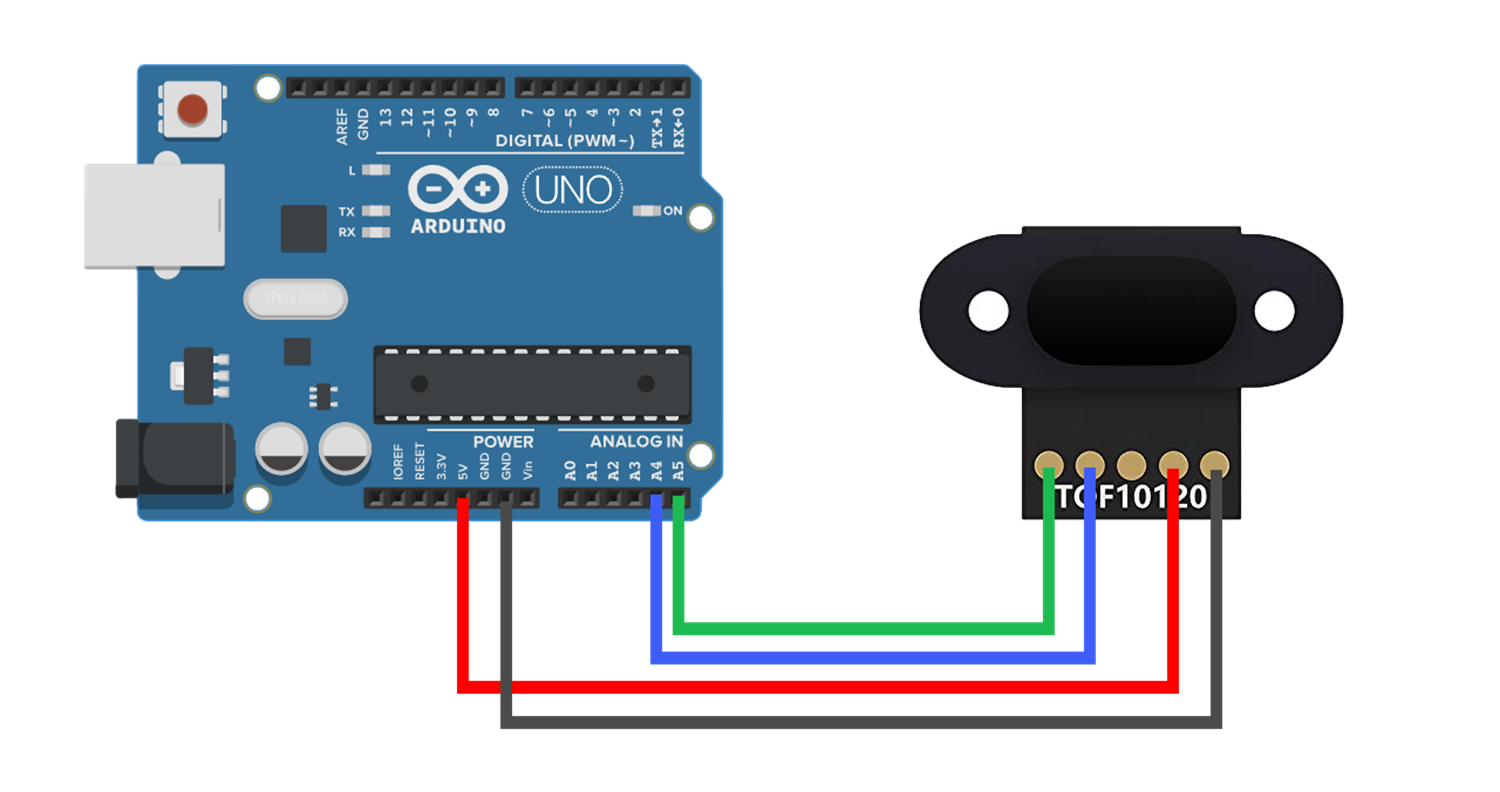 AREF
GND
13
12
~11
~10
~9
8
7
~6
~5
4
~3
2
TX→1
RX←0
DIGITAL (PWM~)
L
TX
RX
ARDUINO
UNO
ON
SPK16.000G
POWER
ANALOG IN
IOREF
RESET
3.3V
5V
GND
GND
Vin
A0
A1
A2
A3
A4
A5
TOF10120